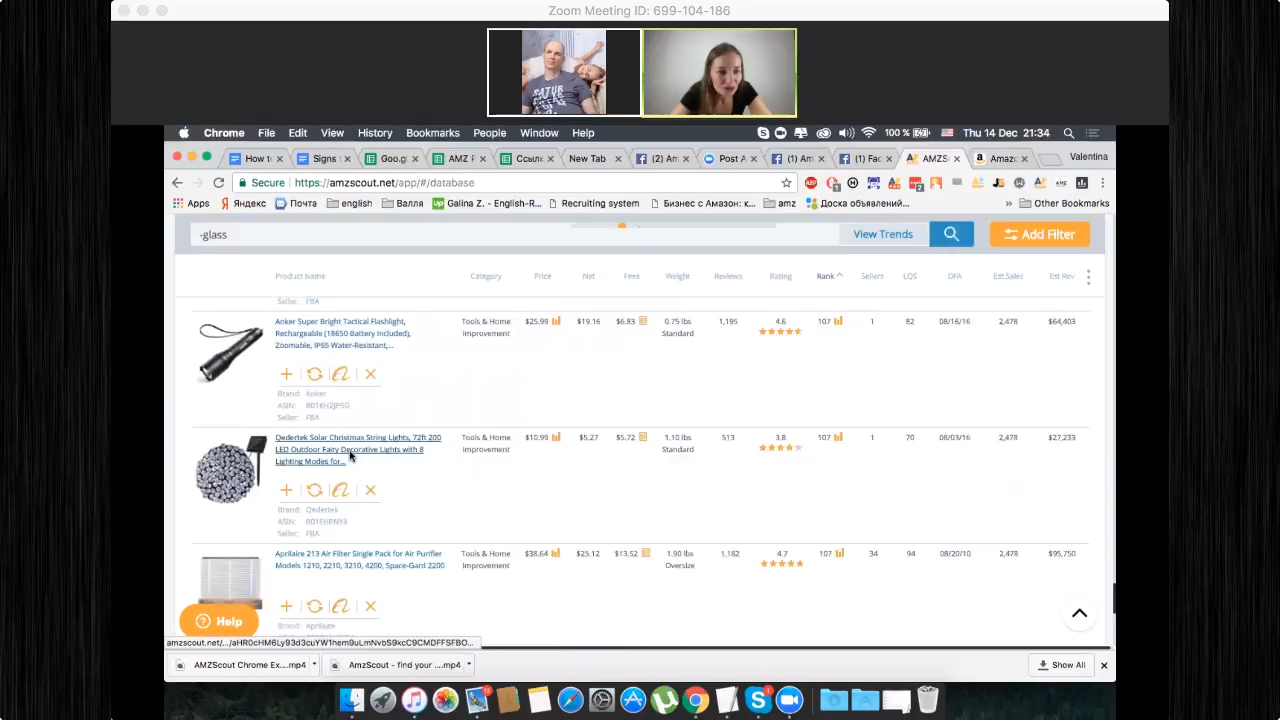 Zoom Meeting ID: 699-104-186
SATUR
Chrome File Edit View History Bookmarks People Window Help 100 % Thu 14 Dec 21:34
How to Signs Goo.g AMZ P Ссылк New Tab (2) Am Post A (1) Am (1) Fac AMZS Amaz Valentina
Secure https://amzscout.net/app/#/database
Apps Яндекс Почта english Валля Galina Z. - English-R... Recruiting system Бизнес с Амазон: к... amz Доска объявлений... » Other Bookmarks
-glass View Trends Add Filter
Product Name Category Price Net Fees Weight Reviews Rating Rank Sellers LQS DFA Est Sales Est Rev
Seller: FBA
Anker Super Bright Tactical Flashlight, Tools & Home $25.99 $19.16 $6.83 0.75 lbs 1,195 4.6 107 1 82 08/16/16 2,478 $64,403
Rechargeable (18650 Battery Included), Improvement Standard
Zoomable, IP65 Water-Resistant,...
Brand: Anker
ASIN: B01KH2JPSG
Seller: FBA
Qedertek Solar Christmas String Lights, 72ft 200 Tools & Home $10.99 $5.27 $5.72 1.10 lbs 513 3.8 107 1 70 08/03/16 2,478 $27,233
LED Outdoor Fairy Decorative Lights with 8 Improvement Standard
Lighting Modes for...
Brand: Qedertek
ASIN:
Seller: FBA
Aprilaire 213 Air Filter Single Pack for Air Purifier Tools & Home $38.64 $25.12 $13.52 1.90 lbs 1,182 4.7 107 34 94 08/20/10 2,478 $95,750
Models 1210, 2210, 3210, 4200, Space-Gard 2200 Improvement Oversize
Brand: Aprilaire
Help
AMZScout Chrome Ex....mp4 AmzScout - find your ....mp4 Show All